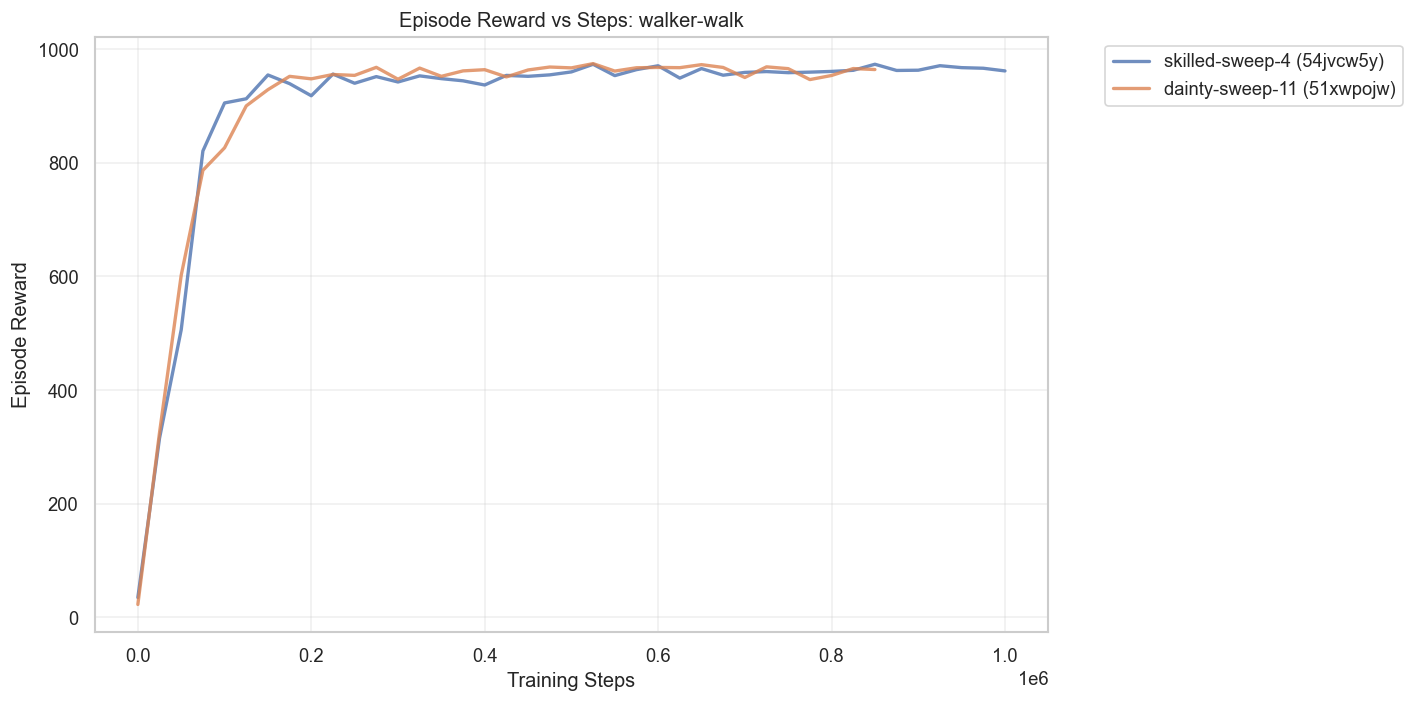 Episode Reward vs Steps: walker-walk
skilled-sweep-4 (54jvcw5y)
dainty-sweep-11 (51xwpojw)
Episode Reward
1000
800
600
400
200
0
0.0 0.2 0.4 0.6 0.8 1.0
1e6
Training Steps